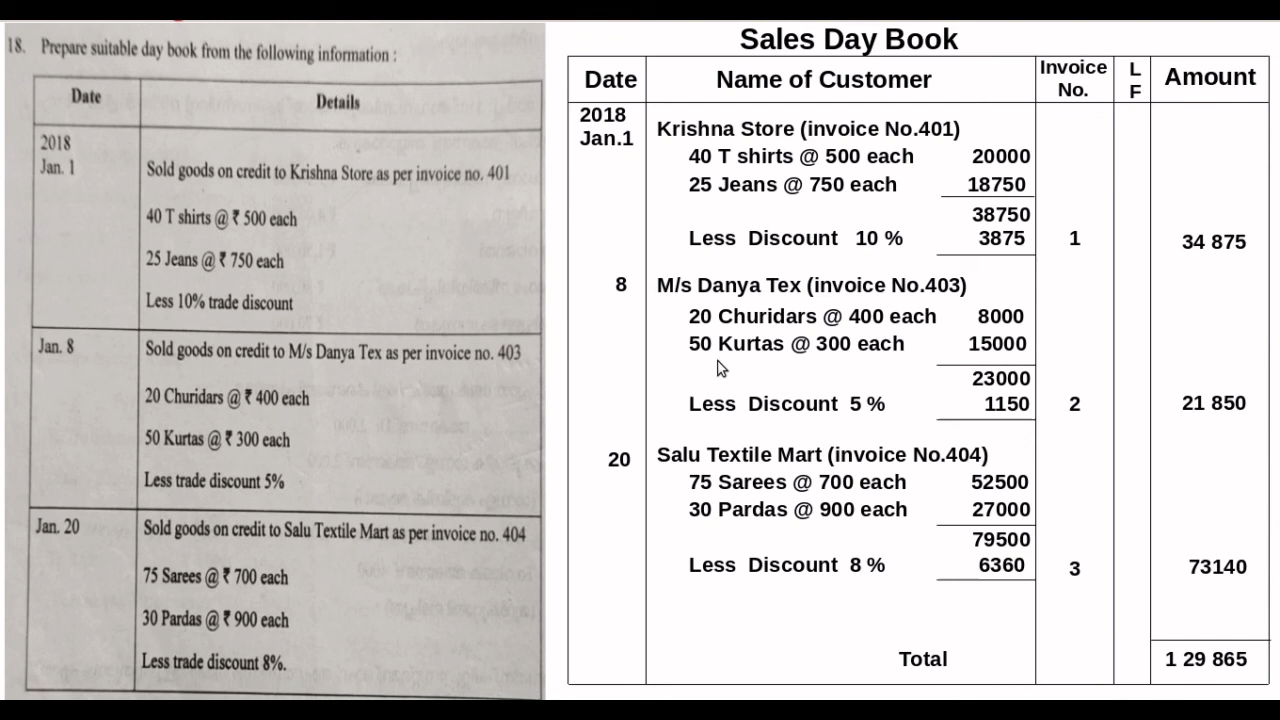 18. Prepare suitable day book from the following information :
Date Details
2018
Jan. 1 Sold goods on credit to Krishna Store as per invoice no. 401
40 T shirts @ ₹ 500 each
25 Jeans @ ₹ 750 each
Less 10% trade discount
Jan. 8 Sold goods on credit to M/s Danya Tex as per invoice no. 403
20 Churidars @ ₹ 400 each
50 Kurtas @ ₹ 300 each
Less trade discount 5%
Jan. 20 Sold goods on credit to Salu Textile Mart as per invoice no. 404
75 Sarees @ ₹ 700 each
30 Pardas @ ₹ 900 each
Less trade discount 8%.
Sales Day Book
Date Name of Customer Invoice No. L F Amount
2018
Jan.1 Krishna Store (invoice No.401)
40 T shirts @ 500 each 20000
25 Jeans @ 750 each 18750
38750
Less Discount 10 % 3875 1 34 875
8 M/s Danya Tex (invoice No.403)
20 Churidars @ 400 each 8000
50 Kurtas @ 300 each 15000
23000
Less Discount 5 % 1150 2 21 850
20 Salu Textile Mart (invoice No.404)
75 Sarees @ 700 each 52500
30 Pardas @ 900 each 27000
79500
Less Discount 8 % 6360 3 73140
Total 1 29 865